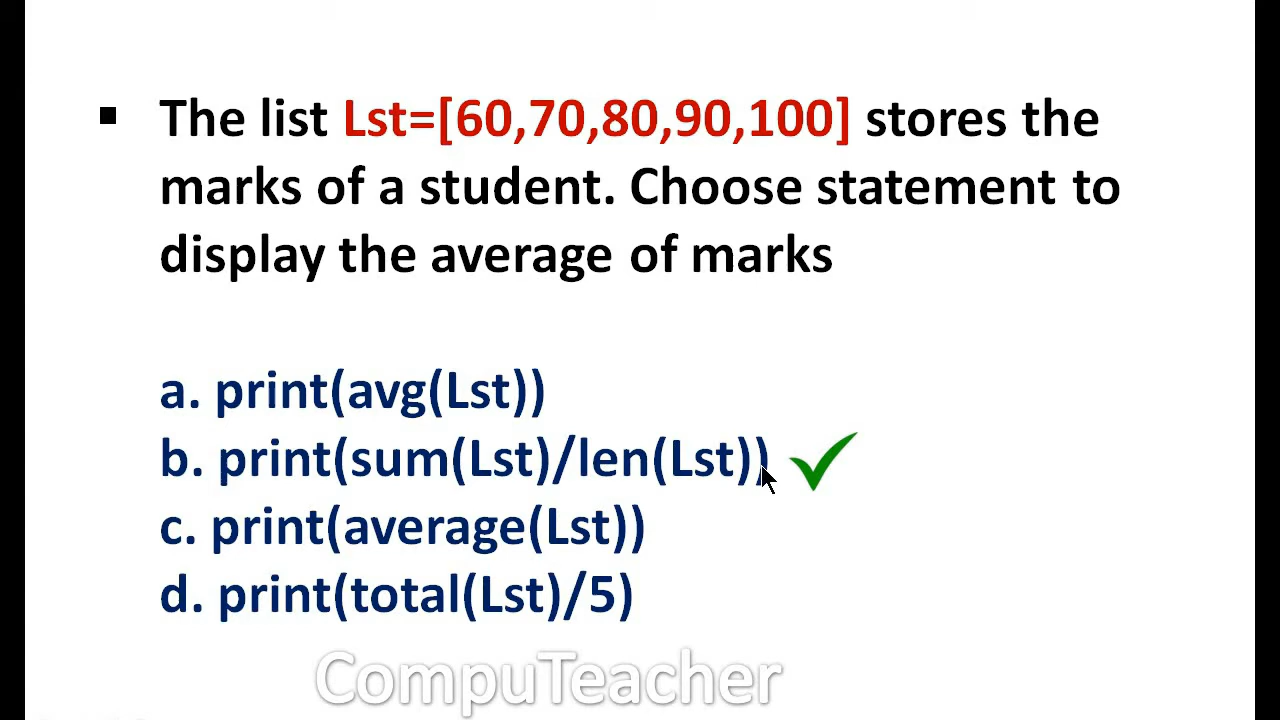 ▪ The list Lst=[60,70,80,90,100] stores the
marks of a student. Choose statement to
display the average of marks
a. print(avg(Lst))
b. print(sum(Lst)/len(Lst))
c. print(average(Lst))
d. print(total(Lst)/5)
CompuTeacher